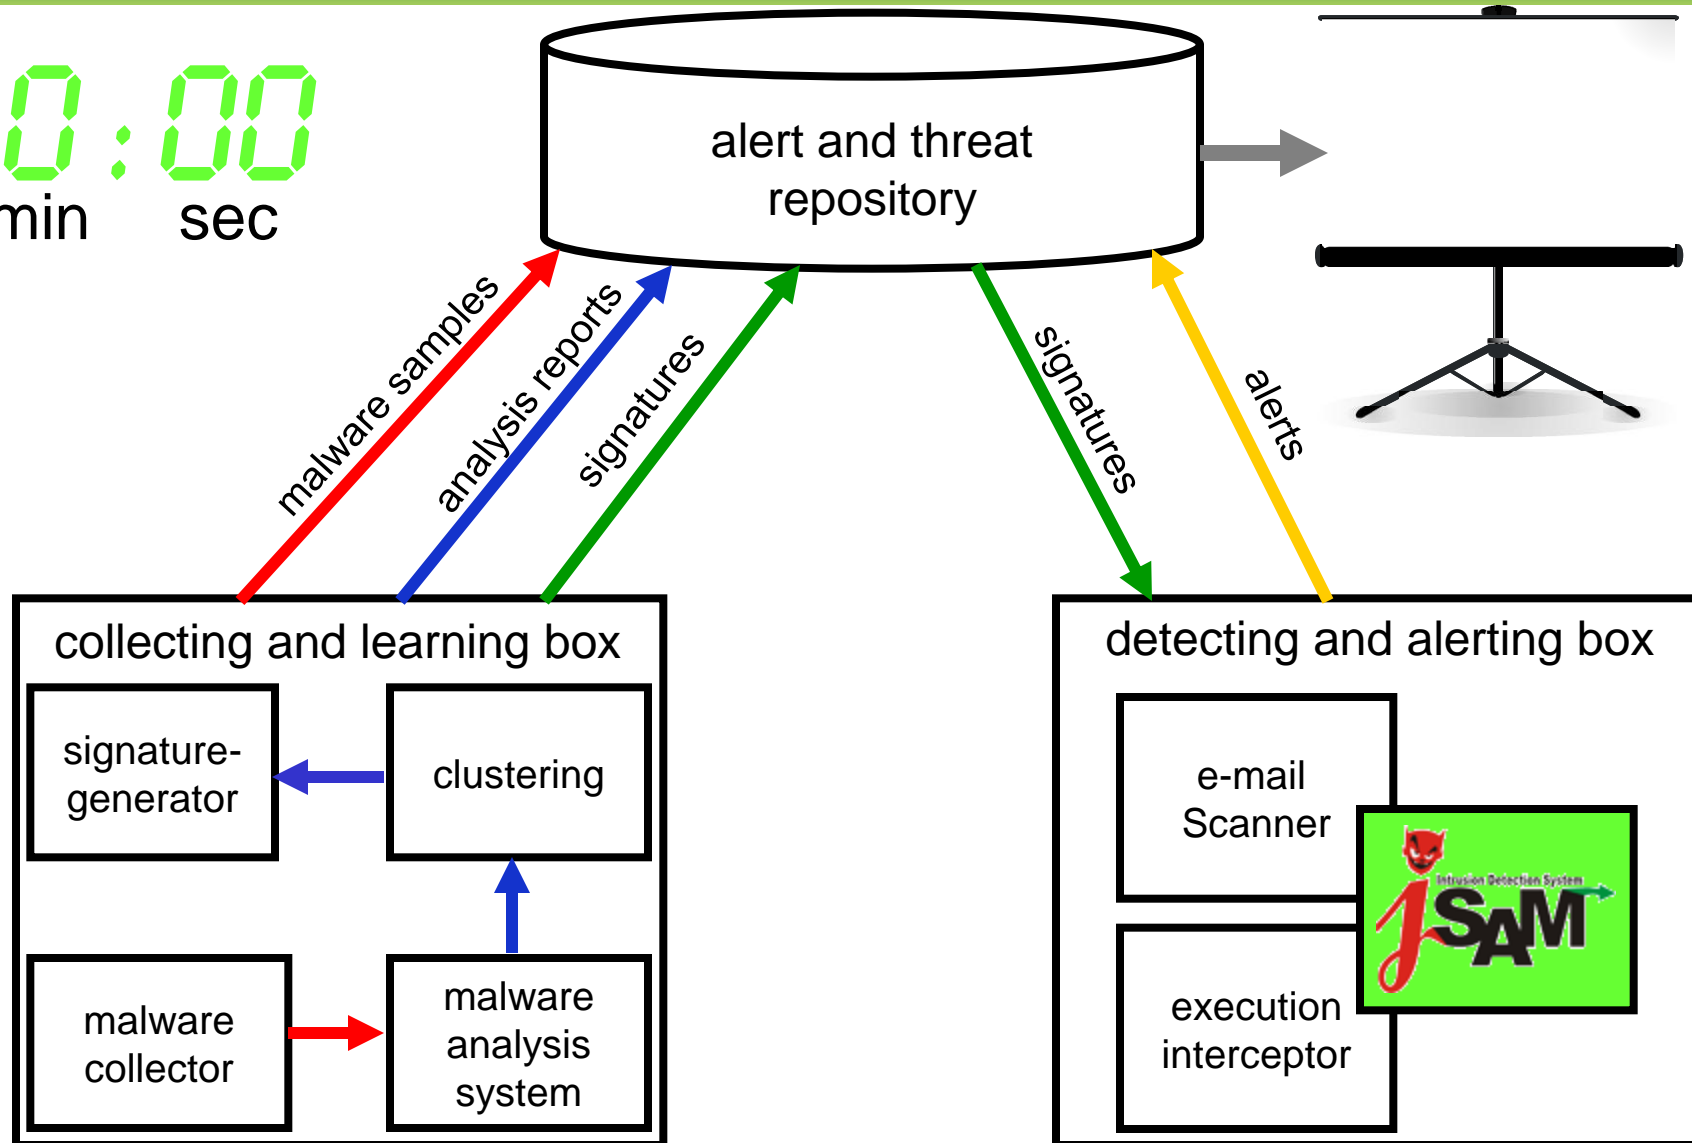 0:00
min sec
alert and threat
repository
malware samples
analysis reports
signatures
signatures
alerts
collecting and learning box
signature-
generator
clustering
malware
collector
malware
analysis
system
detecting and alerting box
e-mail
Scanner
Intrusion Detection System
jSAM
execution
interceptor